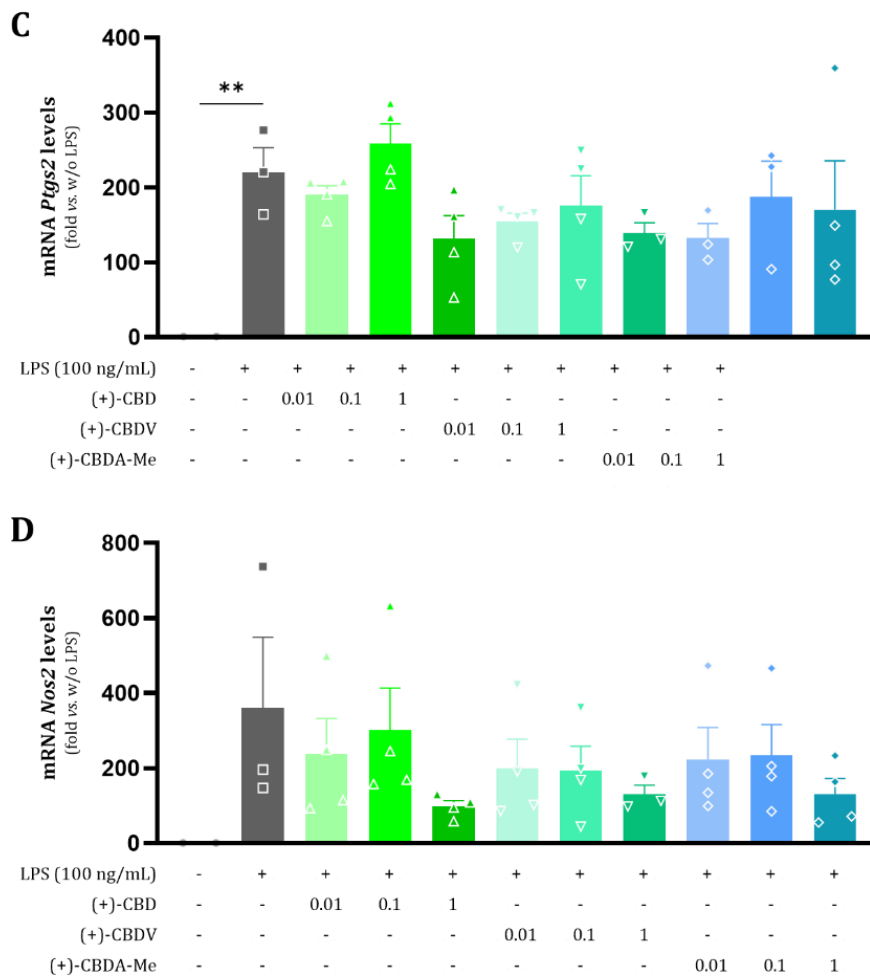 C
400
**
300
200
100
0
mRNA Ptgs2 levels
(fold vs. w/o LPS)
LPS (100 ng/mL) - + + + + + + + + + +
(+)-CBD - - 0.01 0.1 1 - - - - - -
(+)-CBDV - - - - - 0.01 0.1 1 - - -
(+)-CBDA-Me - - - - - - - - 0.01 0.1 1
D
800
600
400
200
0
mRNA Nos2 levels
(fold vs. w/o LPS)
LPS (100 ng/mL) - + + + + + + + + + +
(+)-CBD - - 0.01 0.1 1 - - - - - -
(+)-CBDV - - - - - 0.01 0.1 1 - - -
(+)-CBDA-Me - - - - - - - - 0.01 0.1 1